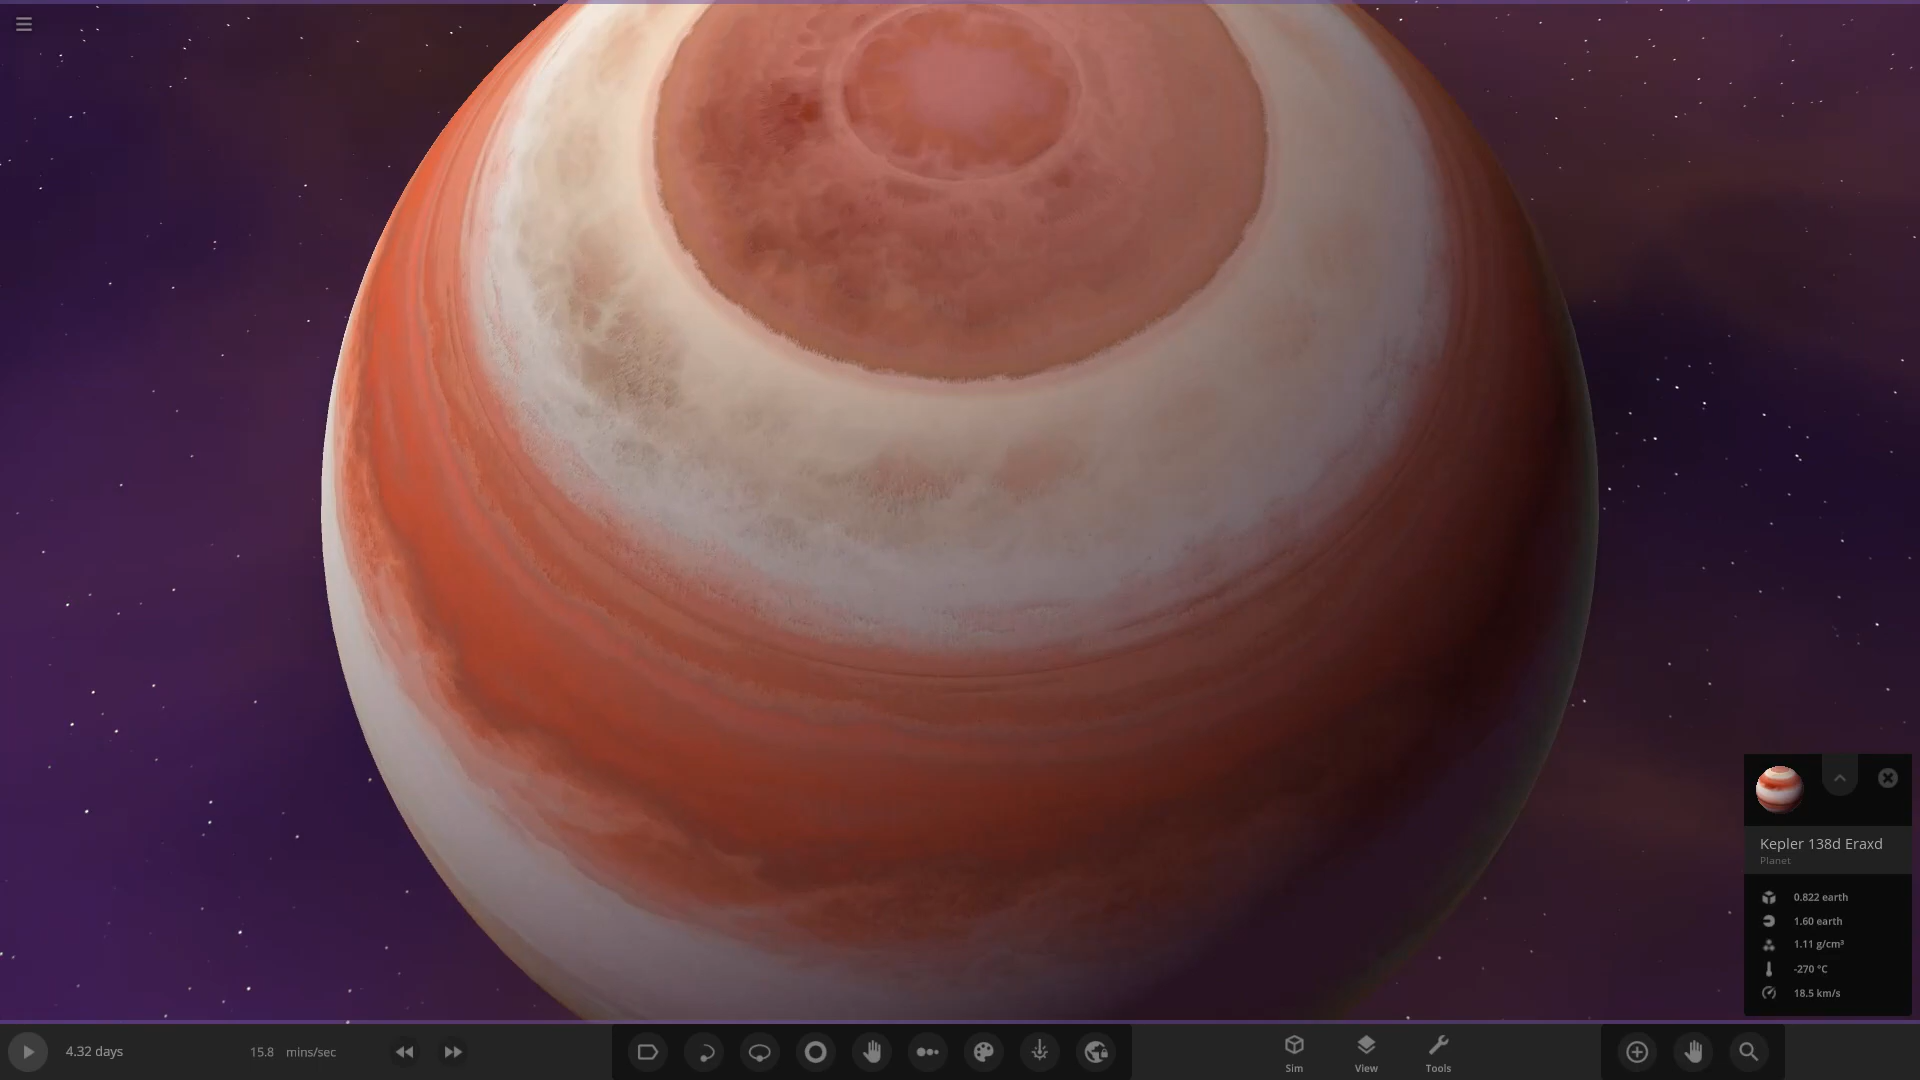 Kepler 138d Eraxd
Planet
0.822 earth
1.60 earth
1.11 g/cm³
-270 °C
18.5 km/s
4.32 days
15.8 mins/sec
Sim
View
Tools